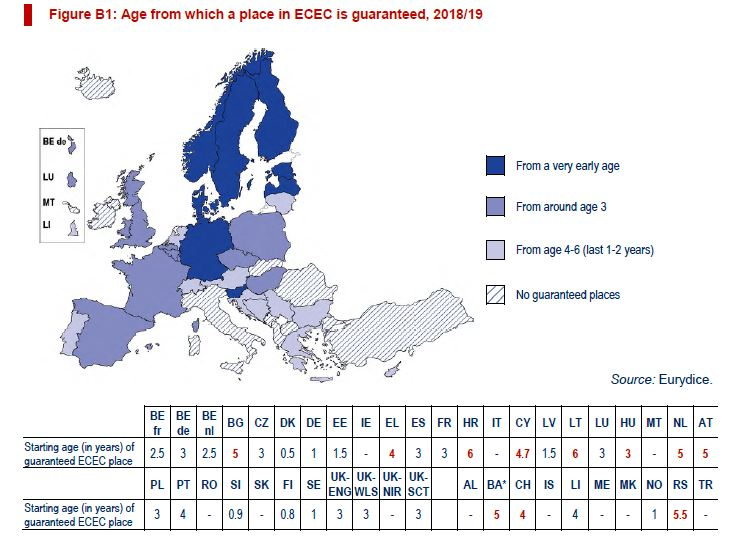 Figure B1: Age from which a place in ECEC is guaranteed, 2018/19
BE de
LU
MT
LI
From a very early age
From around age 3
From age 4-6 (last 1-2 years)
No guaranteed places
Source: Eurydice.
BE BE BE BG CZ DK DE EE IE EL ES FR HR IT CY LV LT LU HU MT NL AT
fr de nl
Starting age (in years) of
guaranteed ECEC place 2.5 3 2.5 5 3 0.5 1 1.5 - 4 3 3 6 - 4.7 1.5 6 3 3 - 5 5
PL PT RO SI SK FI SE UK- UK- UK- UK- AL BA* CH IS LI ME MK NO RS TR
ENG WLS NIR SCT
Starting age (in years) of
guaranteed ECEC place 3 4 - 0.9 - 0.8 1 3 3 - 3 - 5 4 - 4 - - 1 5.5 -